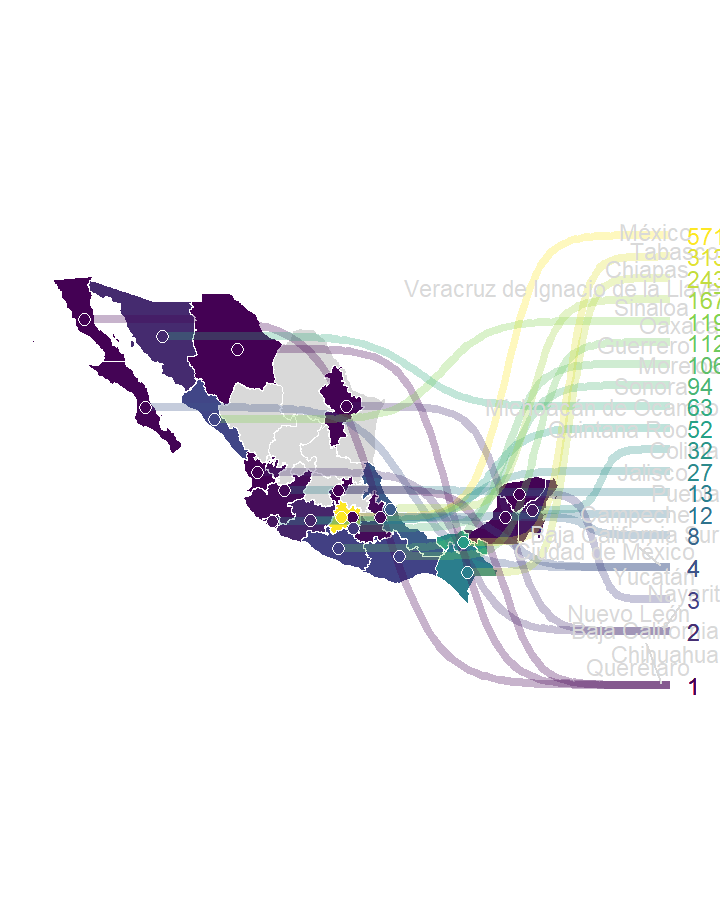 México
571
Tabasco
313
Chiapas
243
Veracruz de Ignacio de la Llave
167
Sinaloa
119
Oaxaca
112
Guerrero
106
Morelos
94
Sonora
63
Michoacán de Ocampo
52
Quintana Roo
32
Colima
27
Jalisco
13
Puebla
12
Campeche
8
Baja California Sur
Ciudad de México
4
Yucatán
Nayarit
3
Nuevo León
Baja California
2
Chihuahua
Querétaro
1